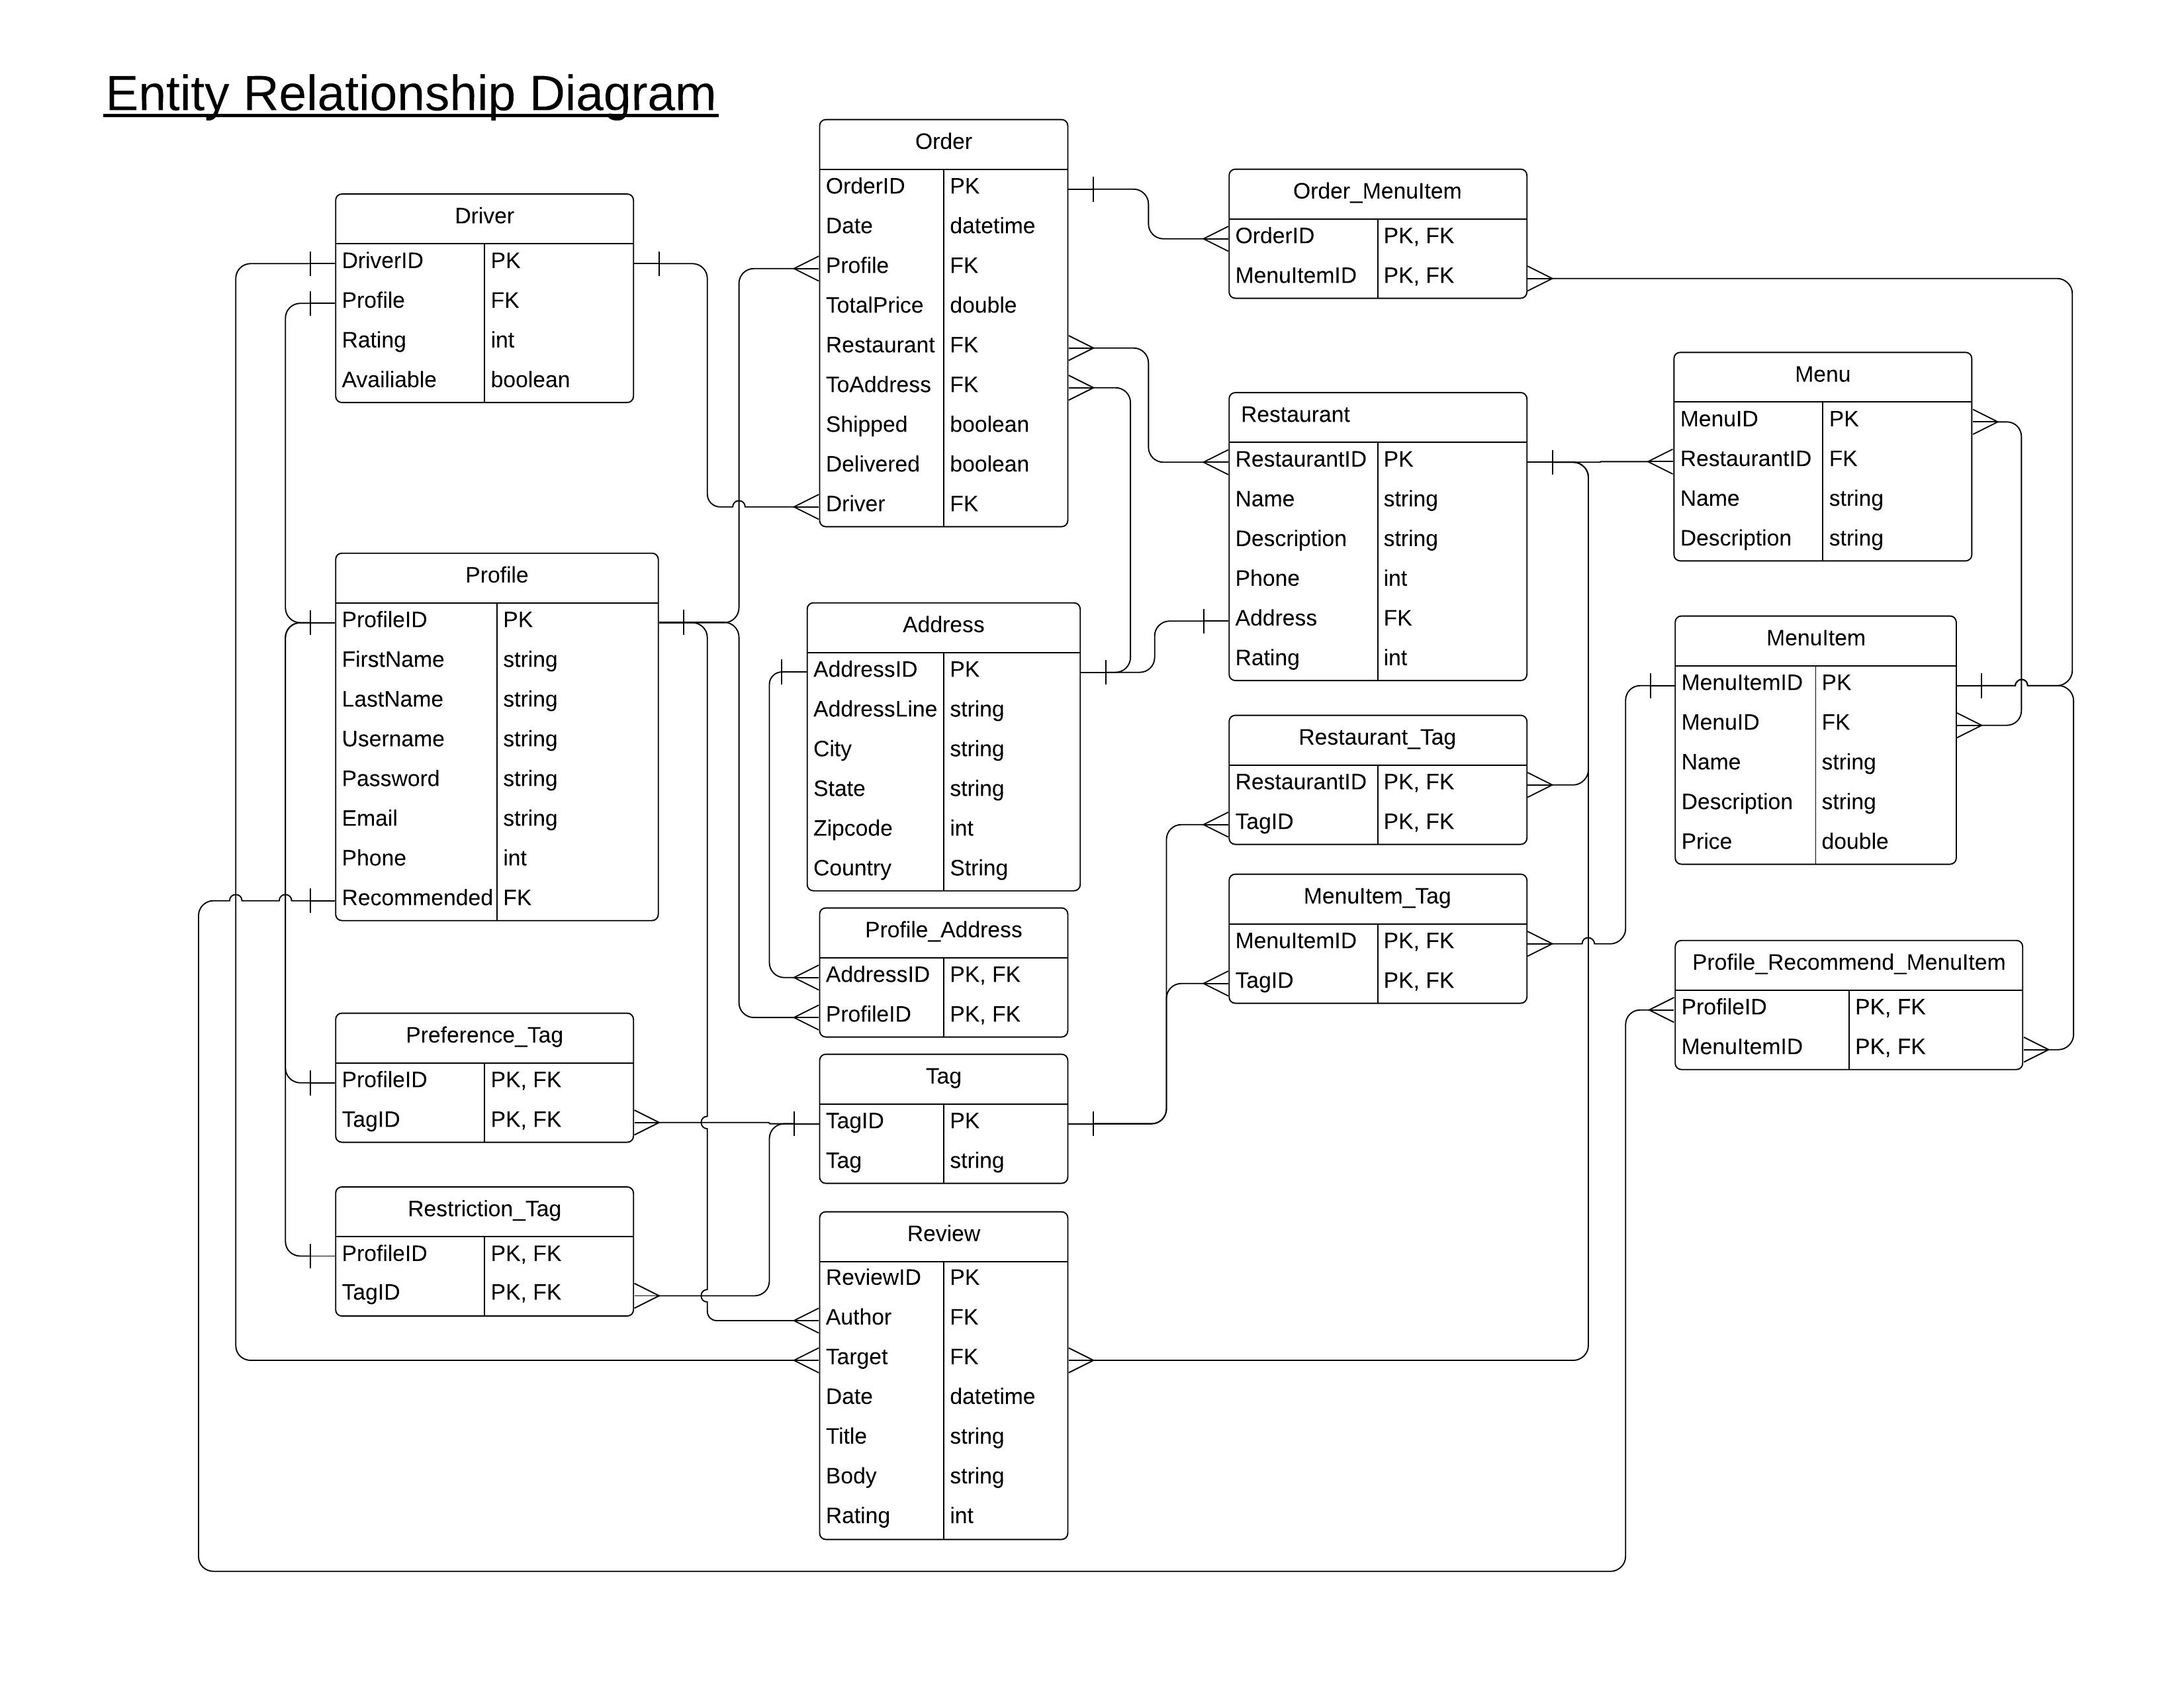 Entity Relationship Diagram
Order
OrderID PK
Date datetime
Profile FK
TotalPrice double
Restaurant FK
ToAddress FK
Shipped boolean
Delivered boolean
Driver FK
Driver
DriverID PK
Profile FK
Rating int
Availiable boolean
Order_MenuItem
OrderID PK, FK
MenuItemID PK, FK
Menu
MenuID PK
RestaurantID FK
Name string
Description string
Restaurant
RestaurantID PK
Name string
Description string
Phone int
Address FK
Rating int
Profile
ProfileID PK
FirstName string
LastName string
Username string
Password string
Email string
Phone int
Recommended FK
Address
AddressID PK
AddressLine string
City string
State string
Zipcode int
Country String
MenuItem
MenuItemID PK
MenuID FK
Name string
Description string
Price double
Restaurant_Tag
RestaurantID PK, FK
TagID PK, FK
MenuItem_Tag
MenuItemID PK, FK
TagID PK, FK
Profile_Address
AddressID PK, FK
ProfileID PK, FK
Profile_Recommend_MenuItem
ProfileID PK, FK
MenuItemID PK, FK
Preference_Tag
ProfileID PK, FK
TagID PK, FK
Tag
TagID PK
Tag string
Restriction_Tag
ProfileID PK, FK
TagID PK, FK
Review
ReviewID PK
Author FK
Target FK
Date datetime
Title string
Body string
Rating int